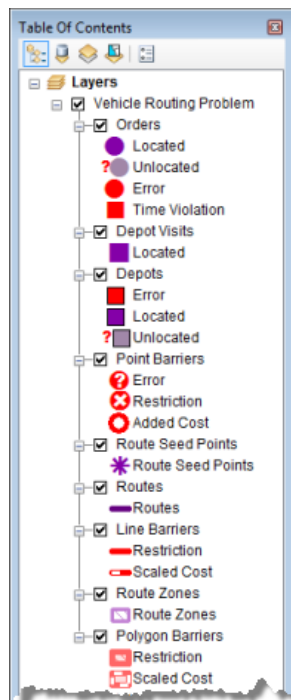 Table Of Contents
Layers
Vehicle Routing Problem
Orders
Located
? Unlocated
Error
Time Violation
Depot Visits
Located
Depots
Error
Located
? Unlocated
Point Barriers
? Error
Restriction
Added Cost
Route Seed Points
Route Seed Points
Routes
Routes
Line Barriers
Restriction
Scaled Cost
Route Zones
Route Zones
Polygon Barriers
Restriction
Scaled Cost